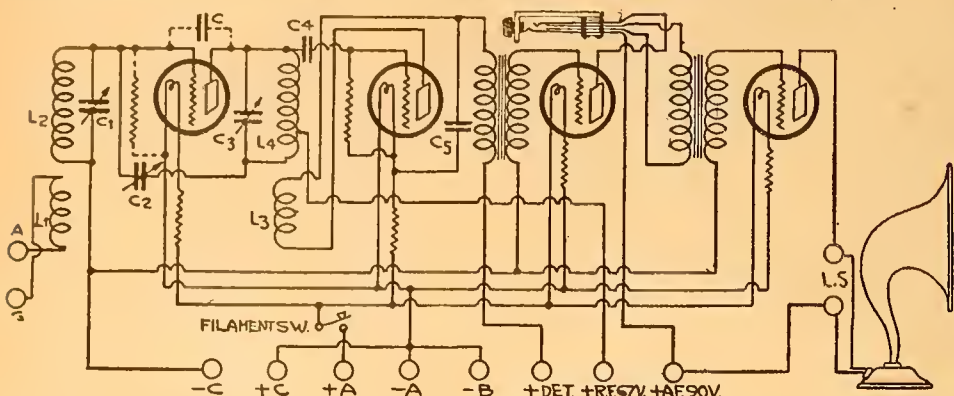 C
C4
L2
C1
C3
L4
C5
C2
L1
L3
A
L.S
FILAMENT SW.
-C +C +A -A -B +DET. +RF67V. +AF90V.